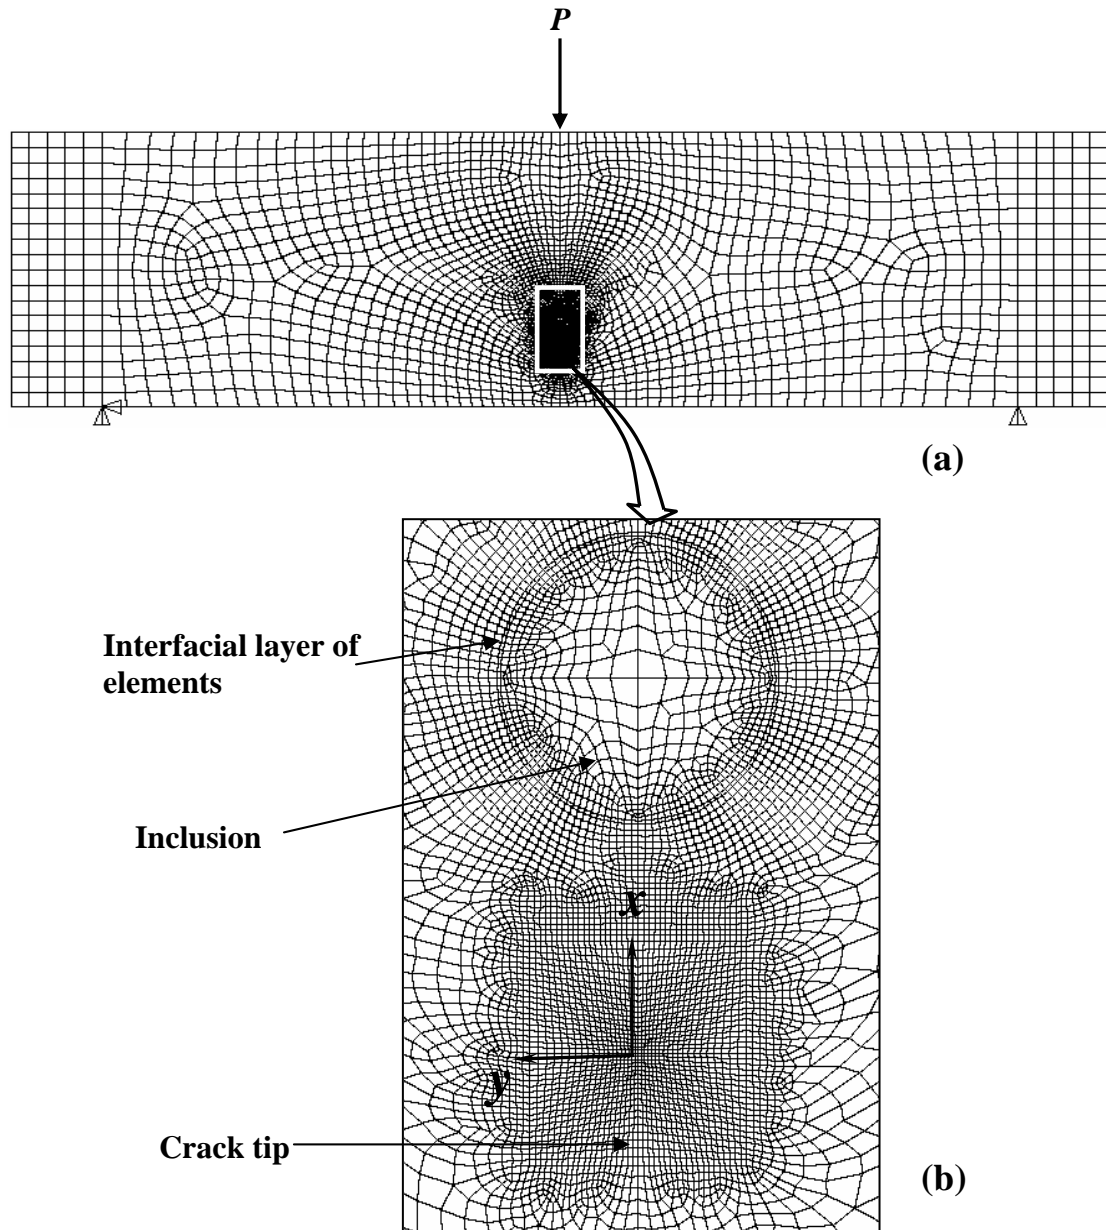 P
(a)
Interfacial layer of
elements
Inclusion
x
y
Crack tip
(b)